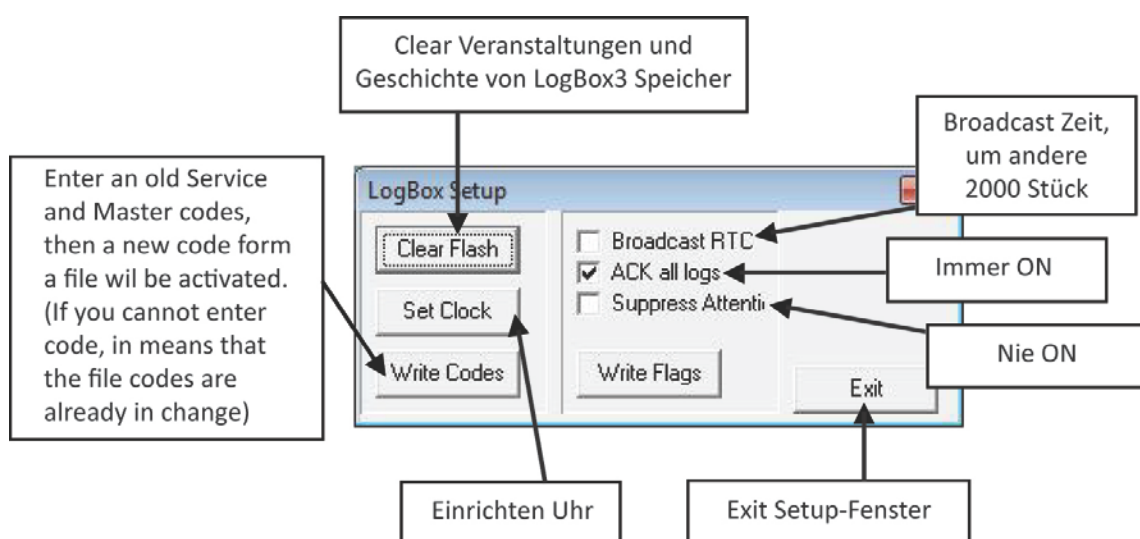 Clear Veranstaltungen und
Geschichte von LogBox3 Speicher
Broadcast Zeit,
um andere
2000 Stück
Enter an old Service
and Master codes,
then a new code form
a file wil be activated.
(If you cannot enter
code, in means that
the file codes are
already in change)
LogBox Setup
Clear Flash
Set Clock
Write Codes
Broadcast RTC
ACK all logs
Suppress Attenti
Write Flags
Exit
Immer ON
Nie ON
Einrichten Uhr
Exit Setup-Fenster